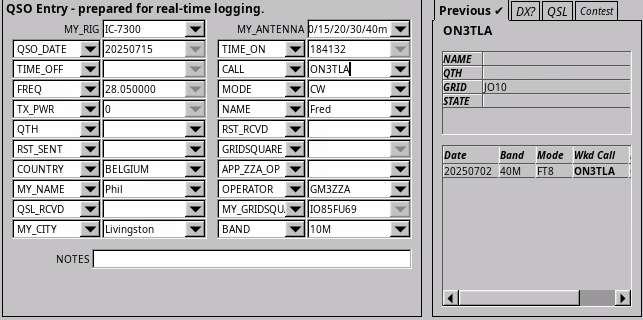 QSO Entry - prepared for real-time logging.
MY_RIG IC-7300 MY_ANTENNA 0/15/20/30/40m
QSO_DATE 20250715 TIME_ON 184132
TIME_OFF CALL ON3TLA
FREQ 28.050000 MODE CW
TX_PWR 0 NAME Fred
QTH RST_RCVD
RST_SENT GRIDSQUARE
COUNTRY BELGIUM APP_ZZA_OP
MY_NAME Phil OPERATOR GM3ZZA
QSL_RCVD MY_GRIDSQU. IO85FU69
MY_CITY Livingston BAND 10M
NOTES
Previous ✔ DX? QSL Contest
ON3TLA
NAME
QTH
GRID JO10
STATE
Date Band Mode Wkd Call
20250702 40M FT8 ON3TLA